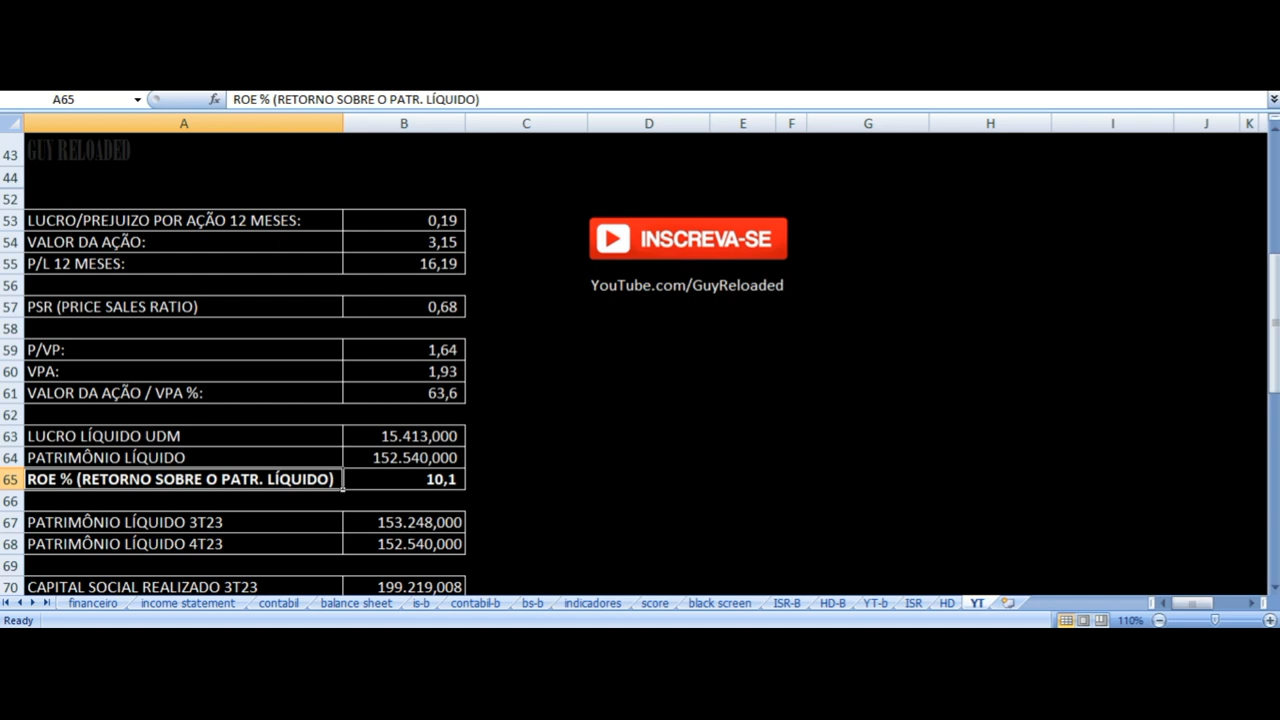 A65 fx ROE % (RETORNO SOBRE O PATR. LÍQUIDO)
A B C D E F G H I J K
43 GUY RELOADED
44
52
53 LUCRO/PREJUIZO POR AÇÃO 12 MESES: 0,19
INSCREVA-SE
54 VALOR DA AÇÃO: 3,15
55 P/L 12 MESES: 16,19
YouTube.com/GuyReloaded
56
57 PSR (PRICE SALES RATIO) 0,68
58
59 P/VP: 1,64
60 VPA: 1,93
61 VALOR DA AÇÃO / VPA %: 63,6
62
63 LUCRO LÍQUIDO UDM 15.413,000
64 PATRIMÔNIO LÍQUIDO 152.540,000
65 ROE % (RETORNO SOBRE O PATR. LÍQUIDO) 10,1
66
67 PATRIMÔNIO LÍQUIDO 3T23 153.248,000
68 PATRIMÔNIO LÍQUIDO 4T23 152.540,000
69
70 CAPITAL SOCIAL REALIZADO 3T23 199.219,008
financeiro income statement contabil balance sheet is-b contabil-b bs-b indicadores score black screen ISR-B HD-B YT-b ISR HD YT
Ready 110%